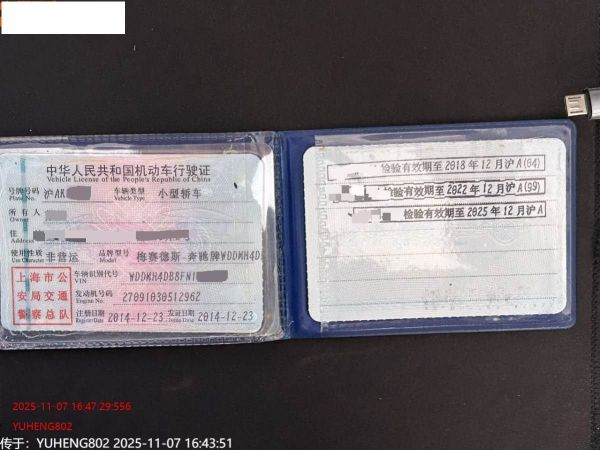 中华人民共和国机动车行驶证
Vehicle License of the People's Republic of China
号牌号码 沪AK 车辆类型 小型轿车
Plate No. Vehicle Type
所有人
Owner
住
Address
使用性质 非营运 品牌型号 梅赛德斯-奔驰牌WDDMH4D
Use Character Model
上海市公安局交通警察总队
车辆识别代号 WDDMH4DB8FN1
VIN
发动机号码 27091030512962
Engine No.
注册日期 2014-12-23 发证日期 2014-12-23
Register Date Issue Date
检验有效期至2018年12月沪A(04)
检验有效期至2022年12月沪A(99)
检验有效期至2025年12月沪A
2025-11-07 16:47:29:556
YUHENG802
传于：YUHENG802 2025-11-07 16:43:51